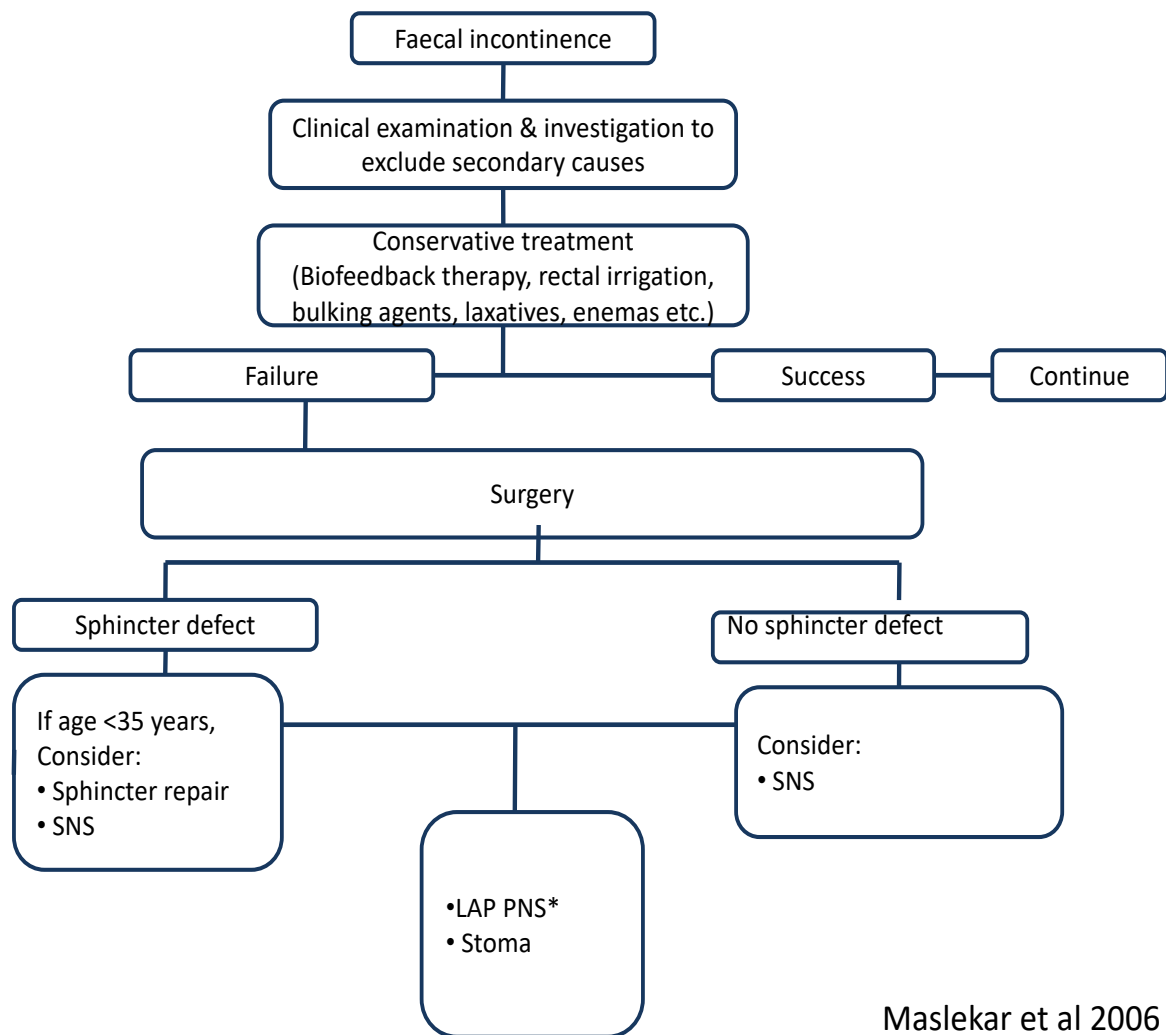 Faecal incontinence
Clinical examination & investigation to
exclude secondary causes
Conservative treatment
(Biofeedback therapy, rectal irrigation,
bulking agents, laxatives, enemas etc.)
Failure
Success
Continue
Surgery
Sphincter defect
No sphincter defect
If age <35 years,
Consider:
• Sphincter repair
• SNS
Consider:
• SNS
•LAP PNS*
• Stoma
Maslekar et al 2006